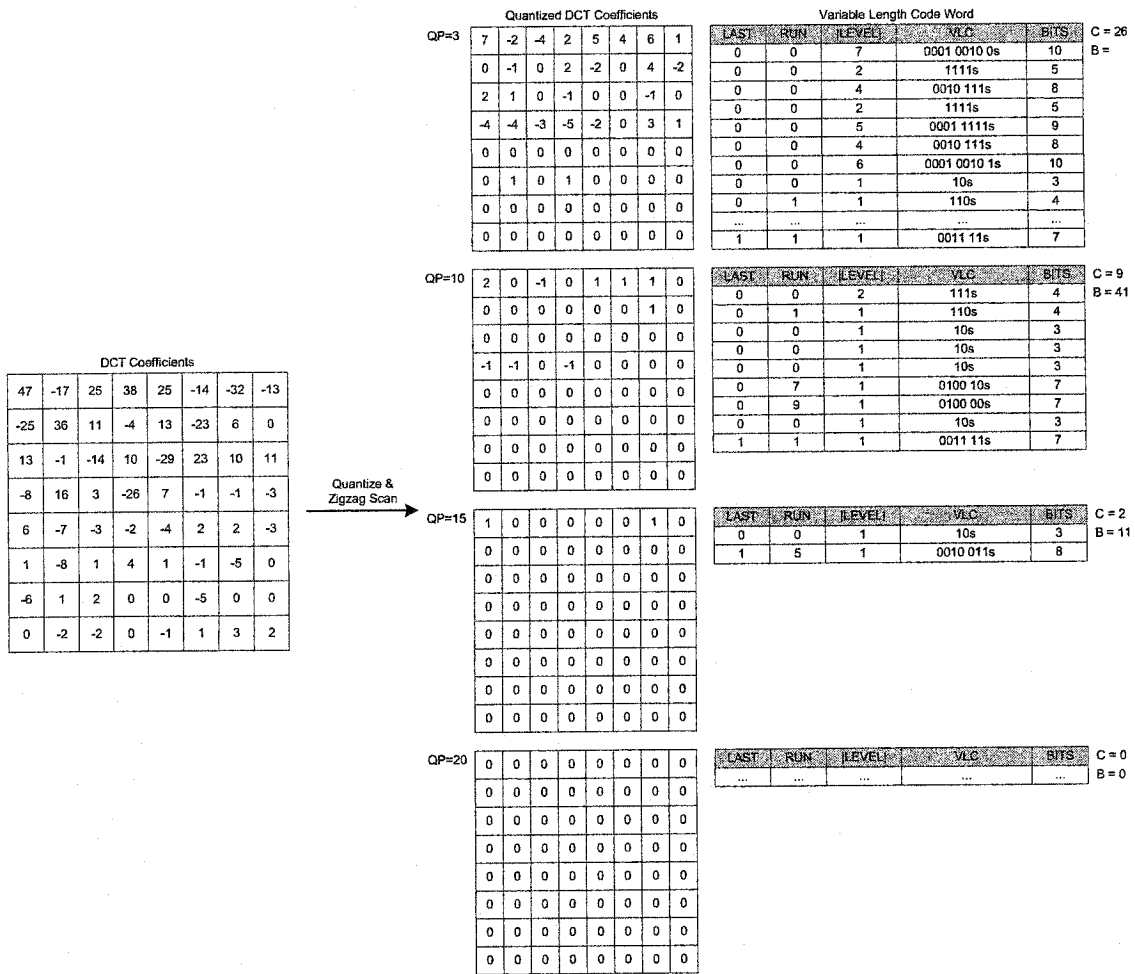 Quantized DCT Coefficients
Variable Length Code Word
QP=3
7 -2 -4 2 5 4 6 1
0 -1 0 2 -2 0 4 -2
2 1 0 -1 0 0 -1 0
-4 -4 -3 -5 -2 0 3 1
0 0 0 0 0 0 0 0
0 1 0 1 0 0 0 0
0 0 0 0 0 0 0 0
0 0 0 0 0 0 0 0
LAST RUN |LEVEL| VLC BITS
0 0 7 0001 0010 0s 10
0 0 2 1111s 5
0 0 4 0010 111s 8
0 0 2 1111s 5
0 0 5 0001 1111s 9
0 0 4 0010 111s 8
0 0 6 0001 0010 1s 10
0 0 1 10s 3
0 1 1 110s 4
... ... ... ... ...
1 1 1 0011 11s 7
C = 26
B =
QP=10
2 0 -1 0 1 1 1 0
0 0 0 0 0 0 1 0
0 0 0 0 0 0 0 0
-1 -1 0 -1 0 0 0 0
0 0 0 0 0 0 0 0
0 0 0 0 0 0 0 0
0 0 0 0 0 0 0 0
0 0 0 0 0 0 0 0
LAST RUN |LEVEL| VLC BITS
0 0 2 111s 4
0 1 1 110s 4
0 0 1 10s 3
0 0 1 10s 3
0 0 1 10s 3
0 7 1 0100 10s 7
0 9 1 0100 00s 7
0 0 1 10s 3
1 1 1 0011 11s 7
C = 9
B = 41
DCT Coefficients
47 -17 25 38 25 -14 -32 -13
-25 36 11 -4 13 -23 6 0
13 -1 -14 10 -29 23 10 11
-8 16 3 -26 7 -1 -1 -3
6 -7 -3 -2 -4 2 2 -3
1 -8 1 4 1 -1 -5 0
-6 1 2 0 0 -5 0 0
0 -2 -2 0 -1 1 3 2
Quantize &
Zigzag Scan
QP=15
1 0 0 0 0 0 1 0
0 0 0 0 0 0 0 0
0 0 0 0 0 0 0 0
0 0 0 0 0 0 0 0
0 0 0 0 0 0 0 0
0 0 0 0 0 0 0 0
0 0 0 0 0 0 0 0
0 0 0 0 0 0 0 0
LAST RUN |LEVEL| VLC BITS
0 0 1 10s 3
1 5 1 0010 011s 8
C = 2
B = 11
QP=20
0 0 0 0 0 0 0 0
0 0 0 0 0 0 0 0
0 0 0 0 0 0 0 0
0 0 0 0 0 0 0 0
0 0 0 0 0 0 0 0
0 0 0 0 0 0 0 0
0 0 0 0 0 0 0 0
0 0 0 0 0 0 0 0
LAST RUN |LEVEL| VLC BITS
... ... ... ... ...
C = 0
B = 0